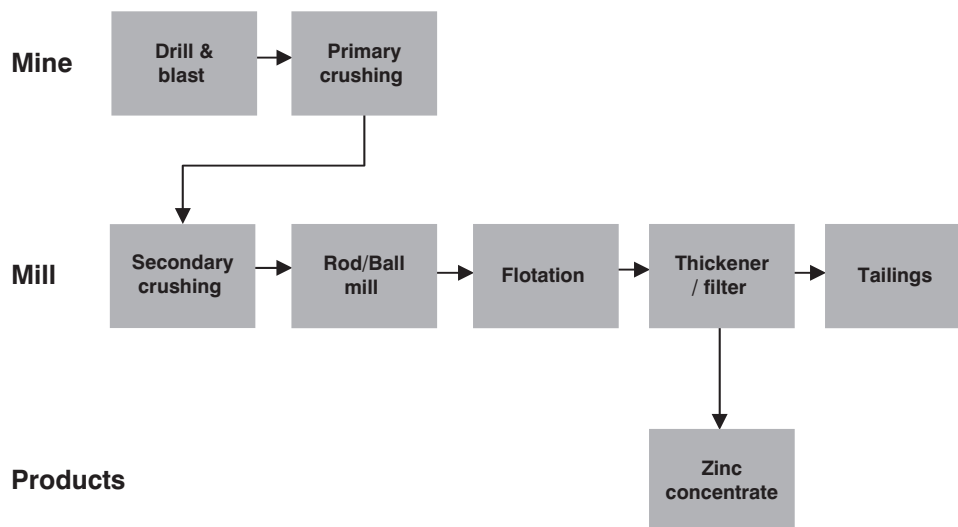 Mine
Drill &
blast
Primary
crushing
Mill
Secondary
crushing
Rod/Ball
mill
Flotation
Thickener
/ filter
Tailings
Products
Zinc
concentrate